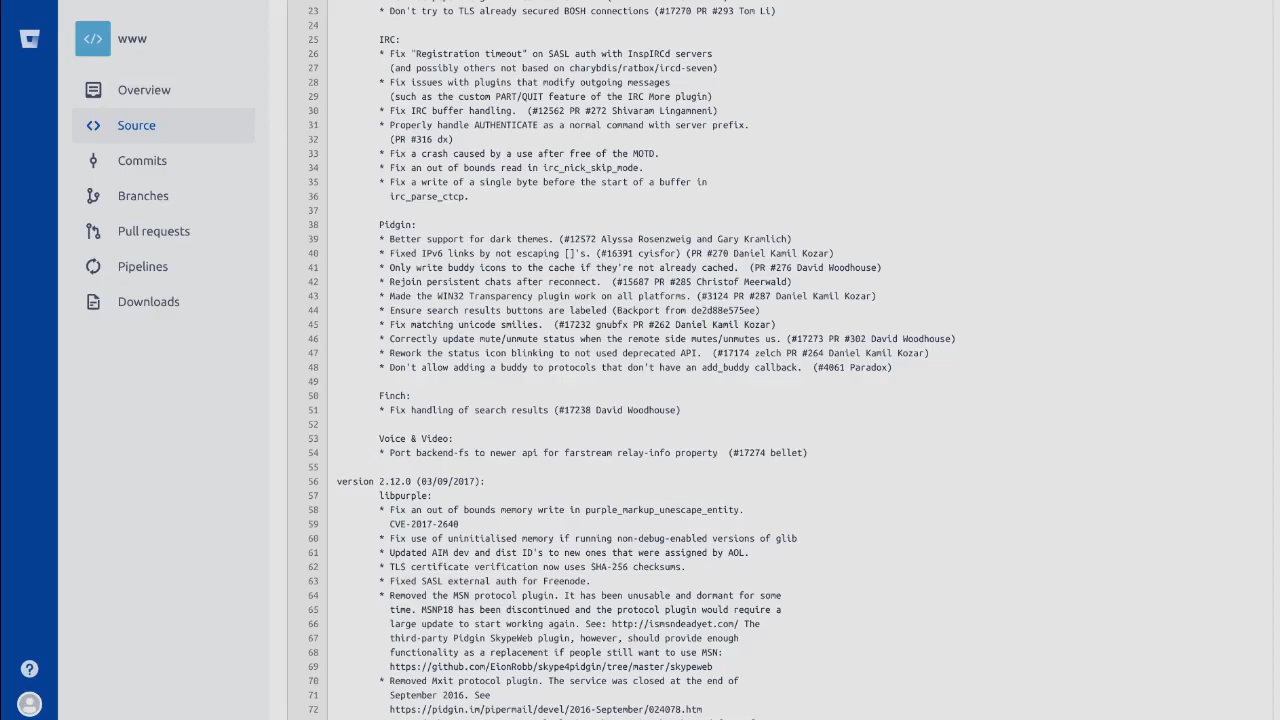 www
Overview
Source
Commits
Branches
Pull requests
Pipelines
Downloads
23 * Don't try to TLS already secured BOSH connections (#17270 PR #293 Tom Li)
24
25 IRC:
26 * Fix "Registration timeout" on SASL auth with InspIRCd servers
27 (and possibly others not based on charybdis/ratbox/ircd-seven)
28 * Fix issues with plugins that modify outgoing messages
29 (such as the custom PART/QUIT feature of the IRC More plugin)
30 * Fix IRC buffer handling. (#12562 PR #272 Shivaram Lingamneni)
31 * Properly handle AUTHENTICATE as a normal command with server prefix.
32 (PR #316 dx)
33 * Fix a crash caused by a use after free of the MOTD.
34 * Fix an out of bounds read in irc_nick_skip_mode.
35 * Fix a write of a single byte before the start of a buffer in
36 irc_parse_ctcp.
37
38 Pidgin:
39 * Better support for dark themes. (#12572 Alyssa Rosenzweig and Gary Kramlich)
40 * Fixed IPv6 links by not escaping []'s. (#16391 cyisfor) (PR #270 Daniel Kamil Kozar)
41 * Only write buddy icons to the cache if they're not already cached. (PR #276 David Woodhouse)
42 * Rejoin persistent chats after reconnect. (#15687 PR #285 Christof Meerwald)
43 * Made the WIN32 Transparency plugin work on all platforms. (#3124 PR #287 Daniel Kamil Kozar)
44 * Ensure search results buttons are labeled (Backport from de2d88e575ee)
45 * Fix matching unicode smilies. (#17232 gnubfx PR #262 Daniel Kamil Kozar)
46 * Correctly update mute/unmute status when the remote side mutes/unmutes us. (#17273 PR #302 David Woodhouse)
47 * Rework the status icon blinking to not used deprecated API. (#17174 zelch PR #264 Daniel Kamil Kozar)
48 * Don't allow adding a buddy to protocols that don't have an add_buddy callback. (#4061 Paradox)
49
50 Finch:
51 * Fix handling of search results (#17238 David Woodhouse)
52
53 Voice & Video:
54 * Port backend-fs to newer api for farstream relay-info property (#17274 bellet)
55
56 version 2.12.0 (03/09/2017):
57 libpurple:
58 * Fix an out of bounds memory write in purple_markup_unescape_entity.
59 CVE-2017-2640
60 * Fix use of uninitialised memory if running non-debug-enabled versions of glib
61 * Updated AIM dev and dist ID's to new ones that were assigned by AOL.
62 * TLS certificate verification now uses SHA-256 checksums.
63 * Fixed SASL external auth for Freenode.
64 * Removed the MSN protocol plugin. It has been unusable and dormant for some
65 time. MSNP18 has been discontinued and the protocol plugin would require a
66 large update to start working again. See: http://ismsndeadyet.com/ The
67 third-party Pidgin SkypeWeb plugin, however, should provide enough
68 functionality as a replacement if people still want to use MSN:
69 https://github.com/EionRobb/skype4pidgin/tree/master/skypeweb
70 * Removed Mxit protocol plugin. The service was closed at the end of
71 September 2016. See
72 https://pidgin.im/pipermail/devel/2016-September/024078.htm